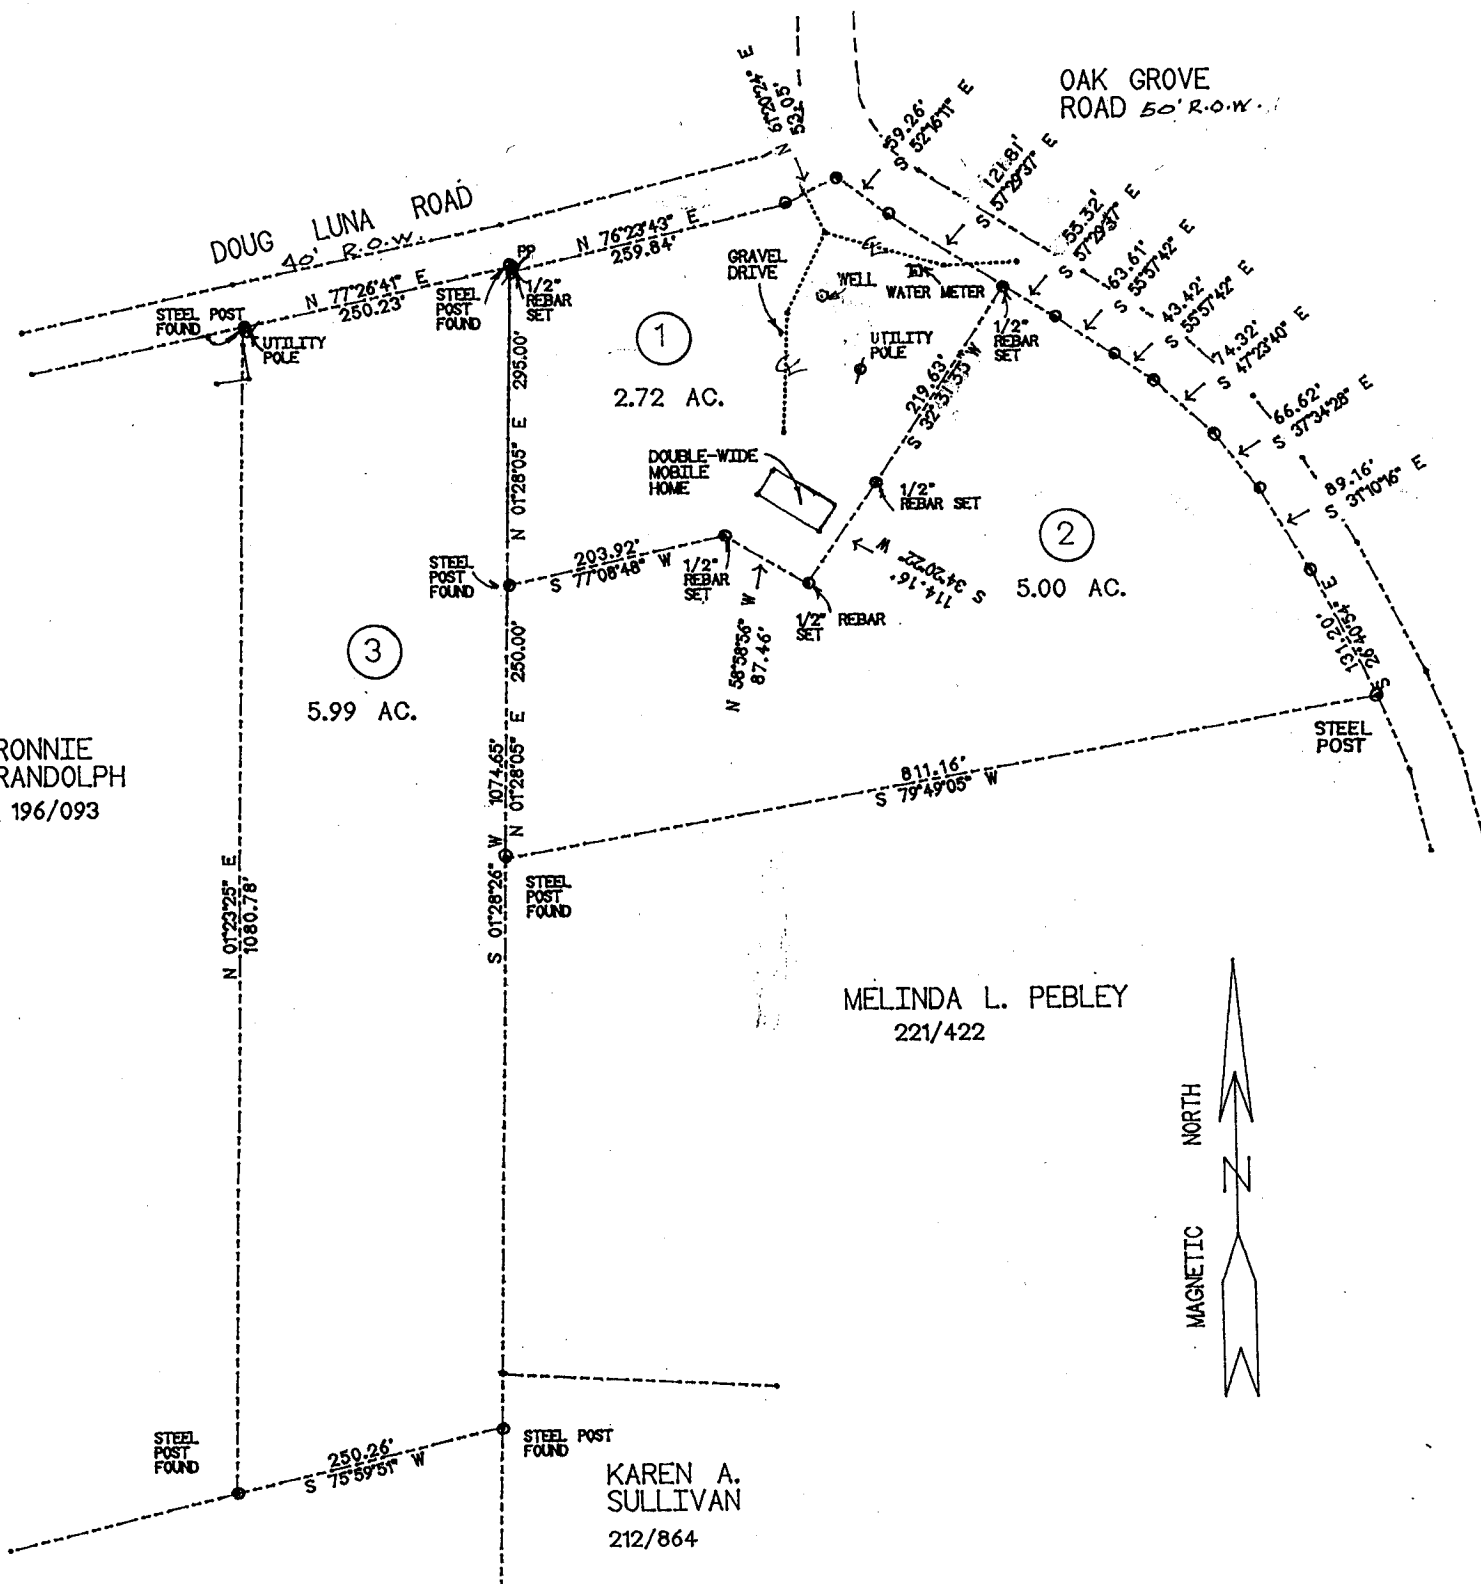 OAK GROVE
ROAD 50' R.O.W.
N 61°20'24" E
53.05'
59.26'
S 52°16'11" E
121.81'
S 57°29'37" E
55.32'
S 57°29'37" E
63.61'
S 55°57'42" E
43.42'
S 55°57'42" E
74.32'
S 47°23'40" E
66.62'
S 37°34'28" E
89.16'
S 31°10'16" E
131.20'
S 26°40'54" E
DOUG LUNA ROAD
40' R.O.W.
N 77°26'41" E
250.23'
N 76°23'43" E
259.84'
PP
STEEL POST
FOUND
UTILITY
POLE
STEEL
POST
FOUND
1/2"
REBAR
SET
GRAVEL
DRIVE
WELL
WATER METER
UTILITY
POLE
1/2"
REBAR
SET
1
2.72 AC.
N 01°28'05" E 295.00'
219.63'
S 32°31'53" W
DOUBLE-WIDE
MOBILE
HOME
1/2"
REBAR SET
2
5.00 AC.
STEEL
POST
FOUND
203.92'
S 77°08'48" W
1/2"
REBAR
SET
N 58°58'56" W
87.46'
1/2" REBAR
SET
S 34°20'22" W
114.16'
3
5.99 AC.
N 01°28'05" E 250.00'
STEEL
POST
RONNIE
RANDOLPH
196/093
811.16'
S 79°49'05" W
S 01°28'26" W 1074.65'
N 01°23'25" E
1080.78'
STEEL
POST
FOUND
MELINDA L. PEBLEY
221/422
MAGNETIC NORTH
N
STEEL
POST
FOUND
250.26'
S 75°59'51" W
STEEL POST
FOUND
KAREN A.
SULLIVAN
212/864